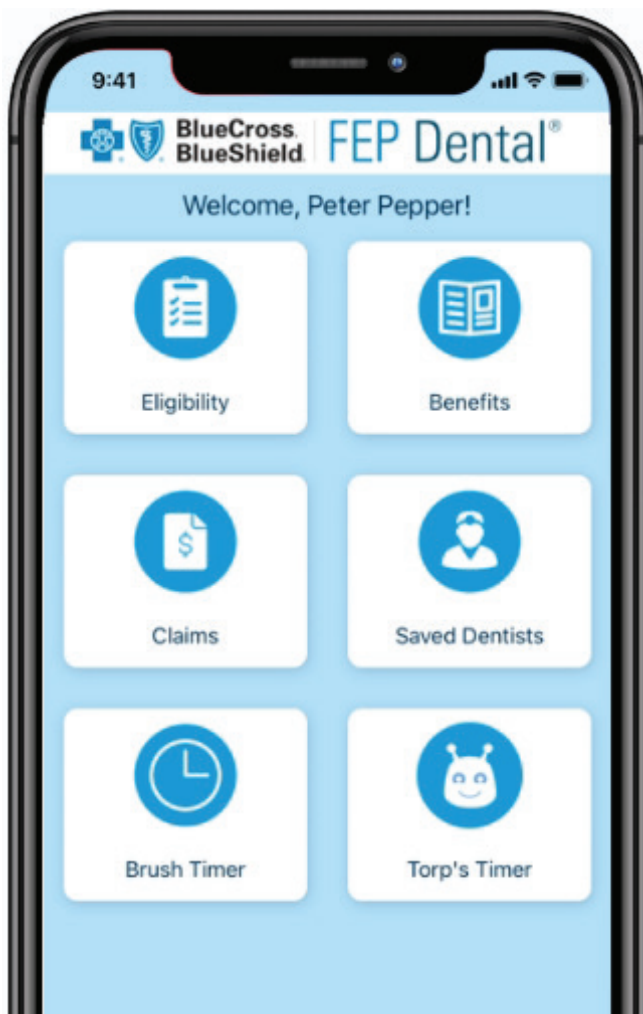 9:41
BlueCross® BlueShield® | FEP Dental®
Welcome, Peter Pepper!
Eligibility
Benefits
Claims
$
Saved Dentists
Brush Timer
Torp's Timer